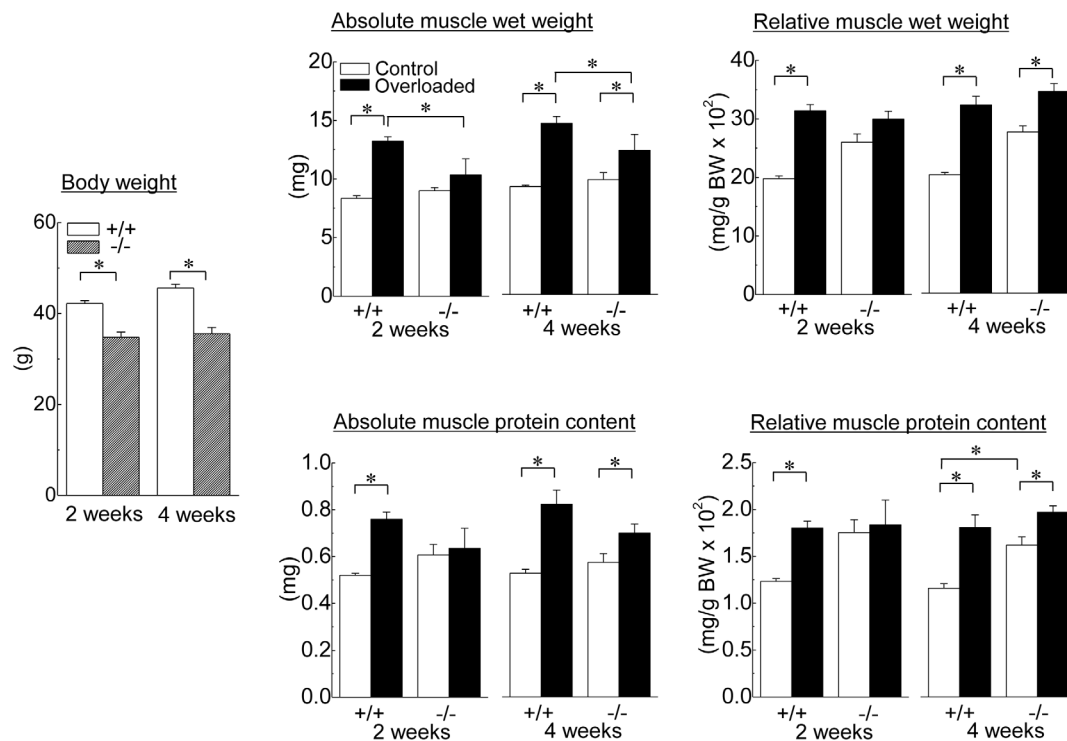 Body weight
+/+
-/-
60
40
20
0
(g)
*
*
2 weeks
4 weeks
Absolute muscle wet weight
Control
Overloaded
20
15
10
5
0
(mg)
*
*
*
*
*
+/+
-/-
+/+
-/-
2 weeks
4 weeks
Relative muscle wet weight
40
30
20
10
0
(mg/g BW x 10²)
*
*
*
+/+
-/-
+/+
-/-
2 weeks
4 weeks
Absolute muscle protein content
1.0
0.8
0.6
0.4
0.2
0.0
(mg)
*
*
*
+/+
-/-
+/+
-/-
2 weeks
4 weeks
Relative muscle protein content
2.5
2.0
1.5
1.0
0.5
0.0
(mg/g BW x 10²)
*
*
*
*
+/+
-/-
+/+
-/-
2 weeks
4 weeks